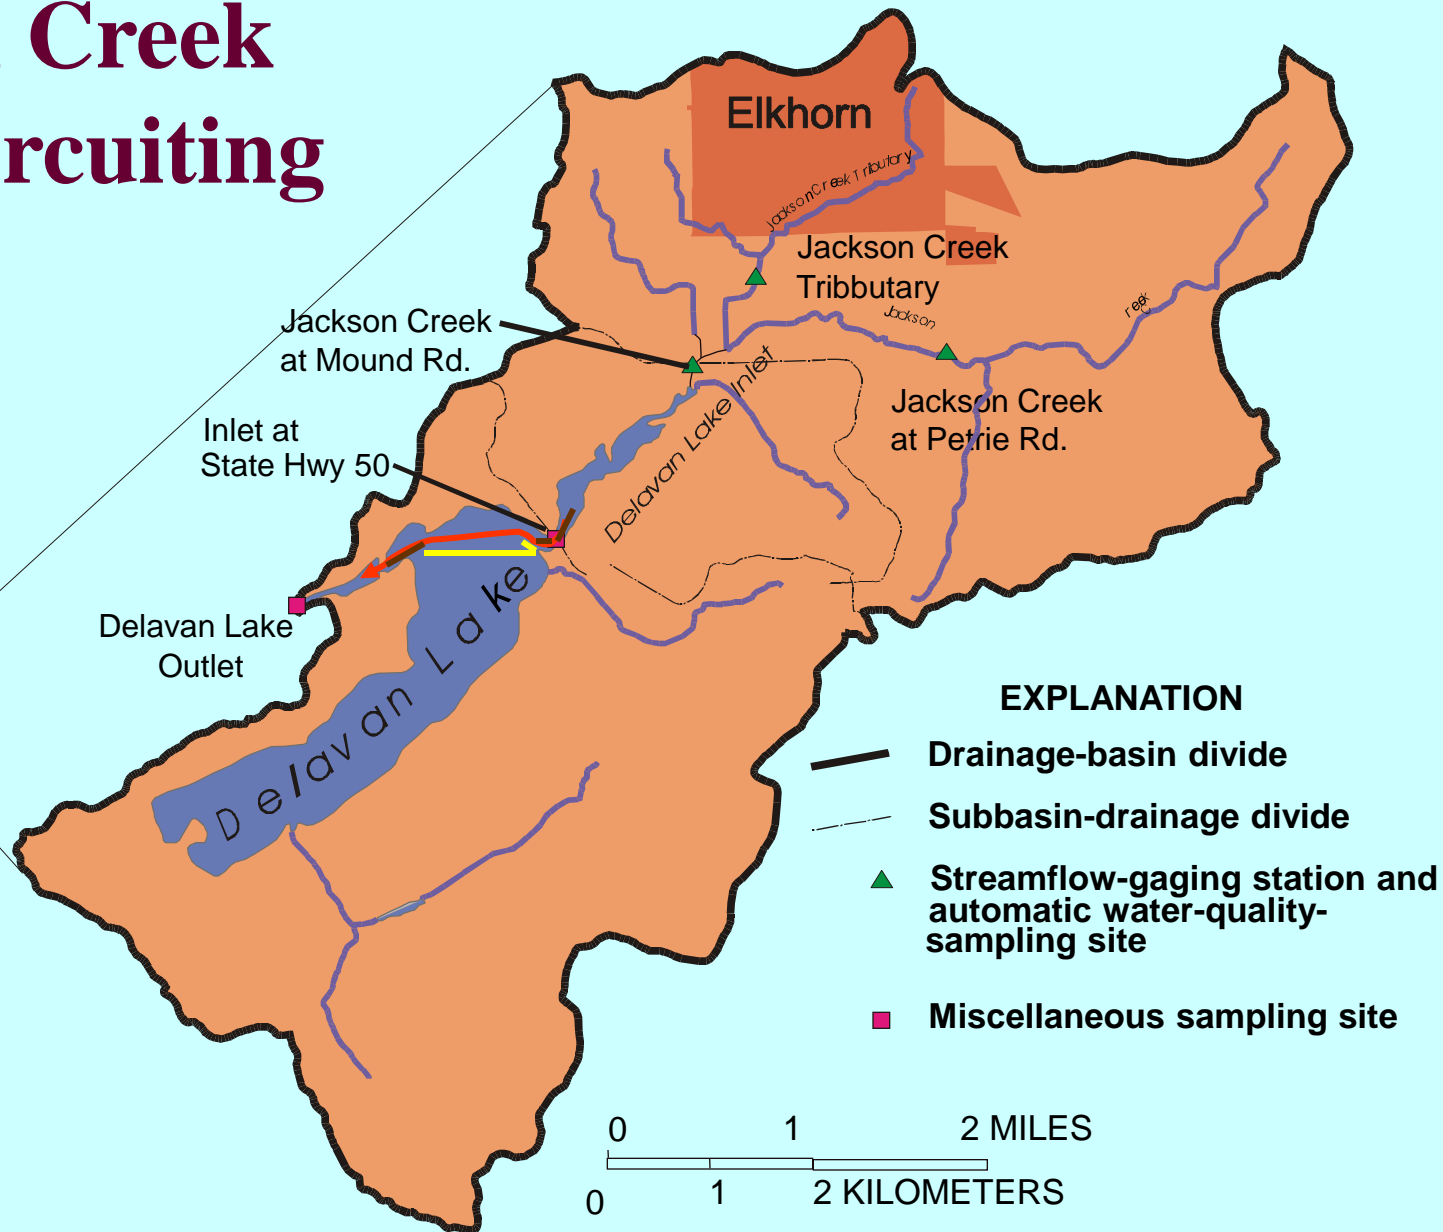 Creek
rcuiting
Elkhorn
Jackson Creek Tributary
Jackson Creek
Tribbutary
Jackson
reek
Jackson Creek
at Mound Rd.
Delavan Lake Inlet
Jackson Creek
at Petrie Rd.
Inlet at
State Hwy 50
Delavan Lake
Outlet
Delavan Lake
EXPLANATION
Drainage-basin divide
Subbasin-drainage divide
Streamflow-gaging station and
automatic water-quality-
sampling site
Miscellaneous sampling site
0 1 2 MILES
0 1 2 KILOMETERS